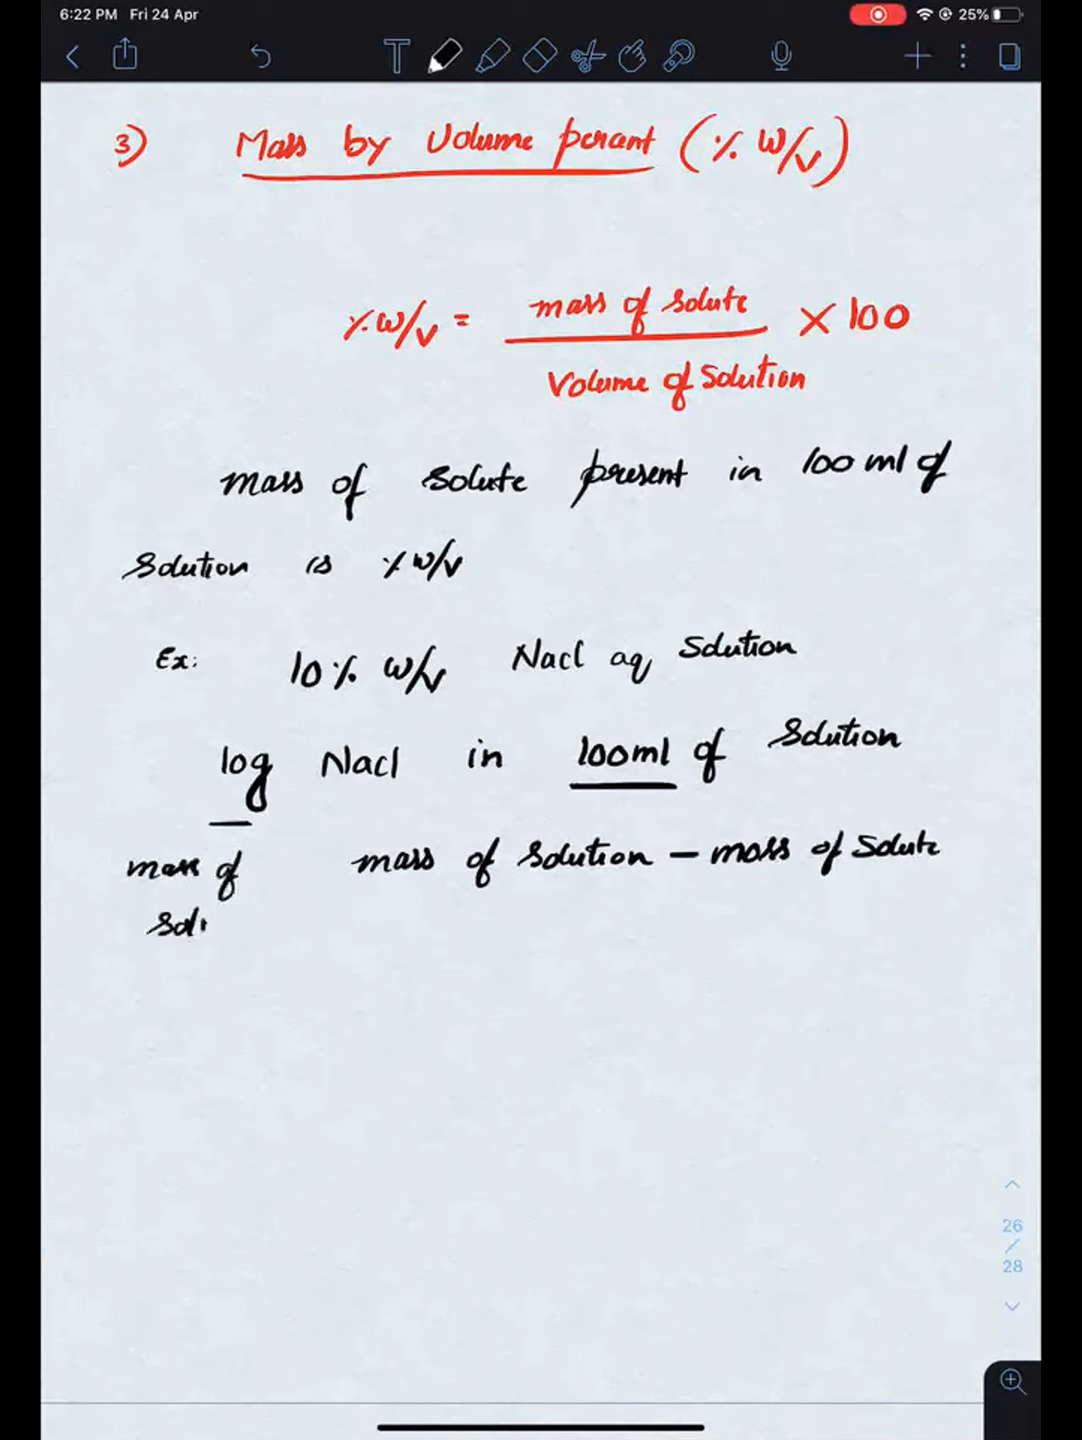 6:22 PM Fri 24 Apr 25%
3) Mass by Volume percent (% W/V)
% W/V = mass of solute × 100
Volume of Solution
mass of solute present in 100 ml of
Solution is % W/V
Ex: 10% W/V Nacl aq Solution
10g Nacl in 100ml of Solution
mass of mass of Solution - mass of Solute
Sol
26
/
28